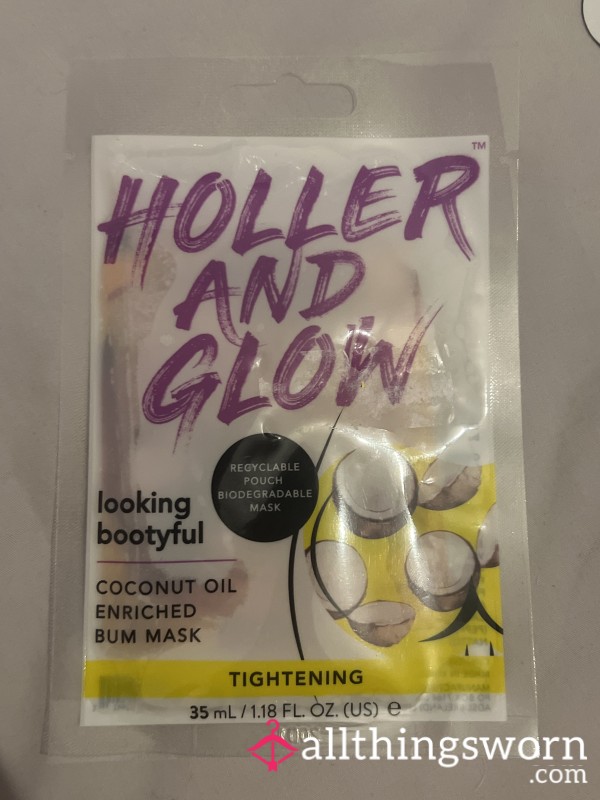 HOLLER
TM
AND
GLOW
RECYCLABLE
POUCH
BIODEGRADABLE
MASK
looking
bootyful
COCONUT OIL
ENRICHED
BUM MASK
TIGHTENING
35 mL / 1.18 FL. OZ. (US) ℮
allthingsworn
.com